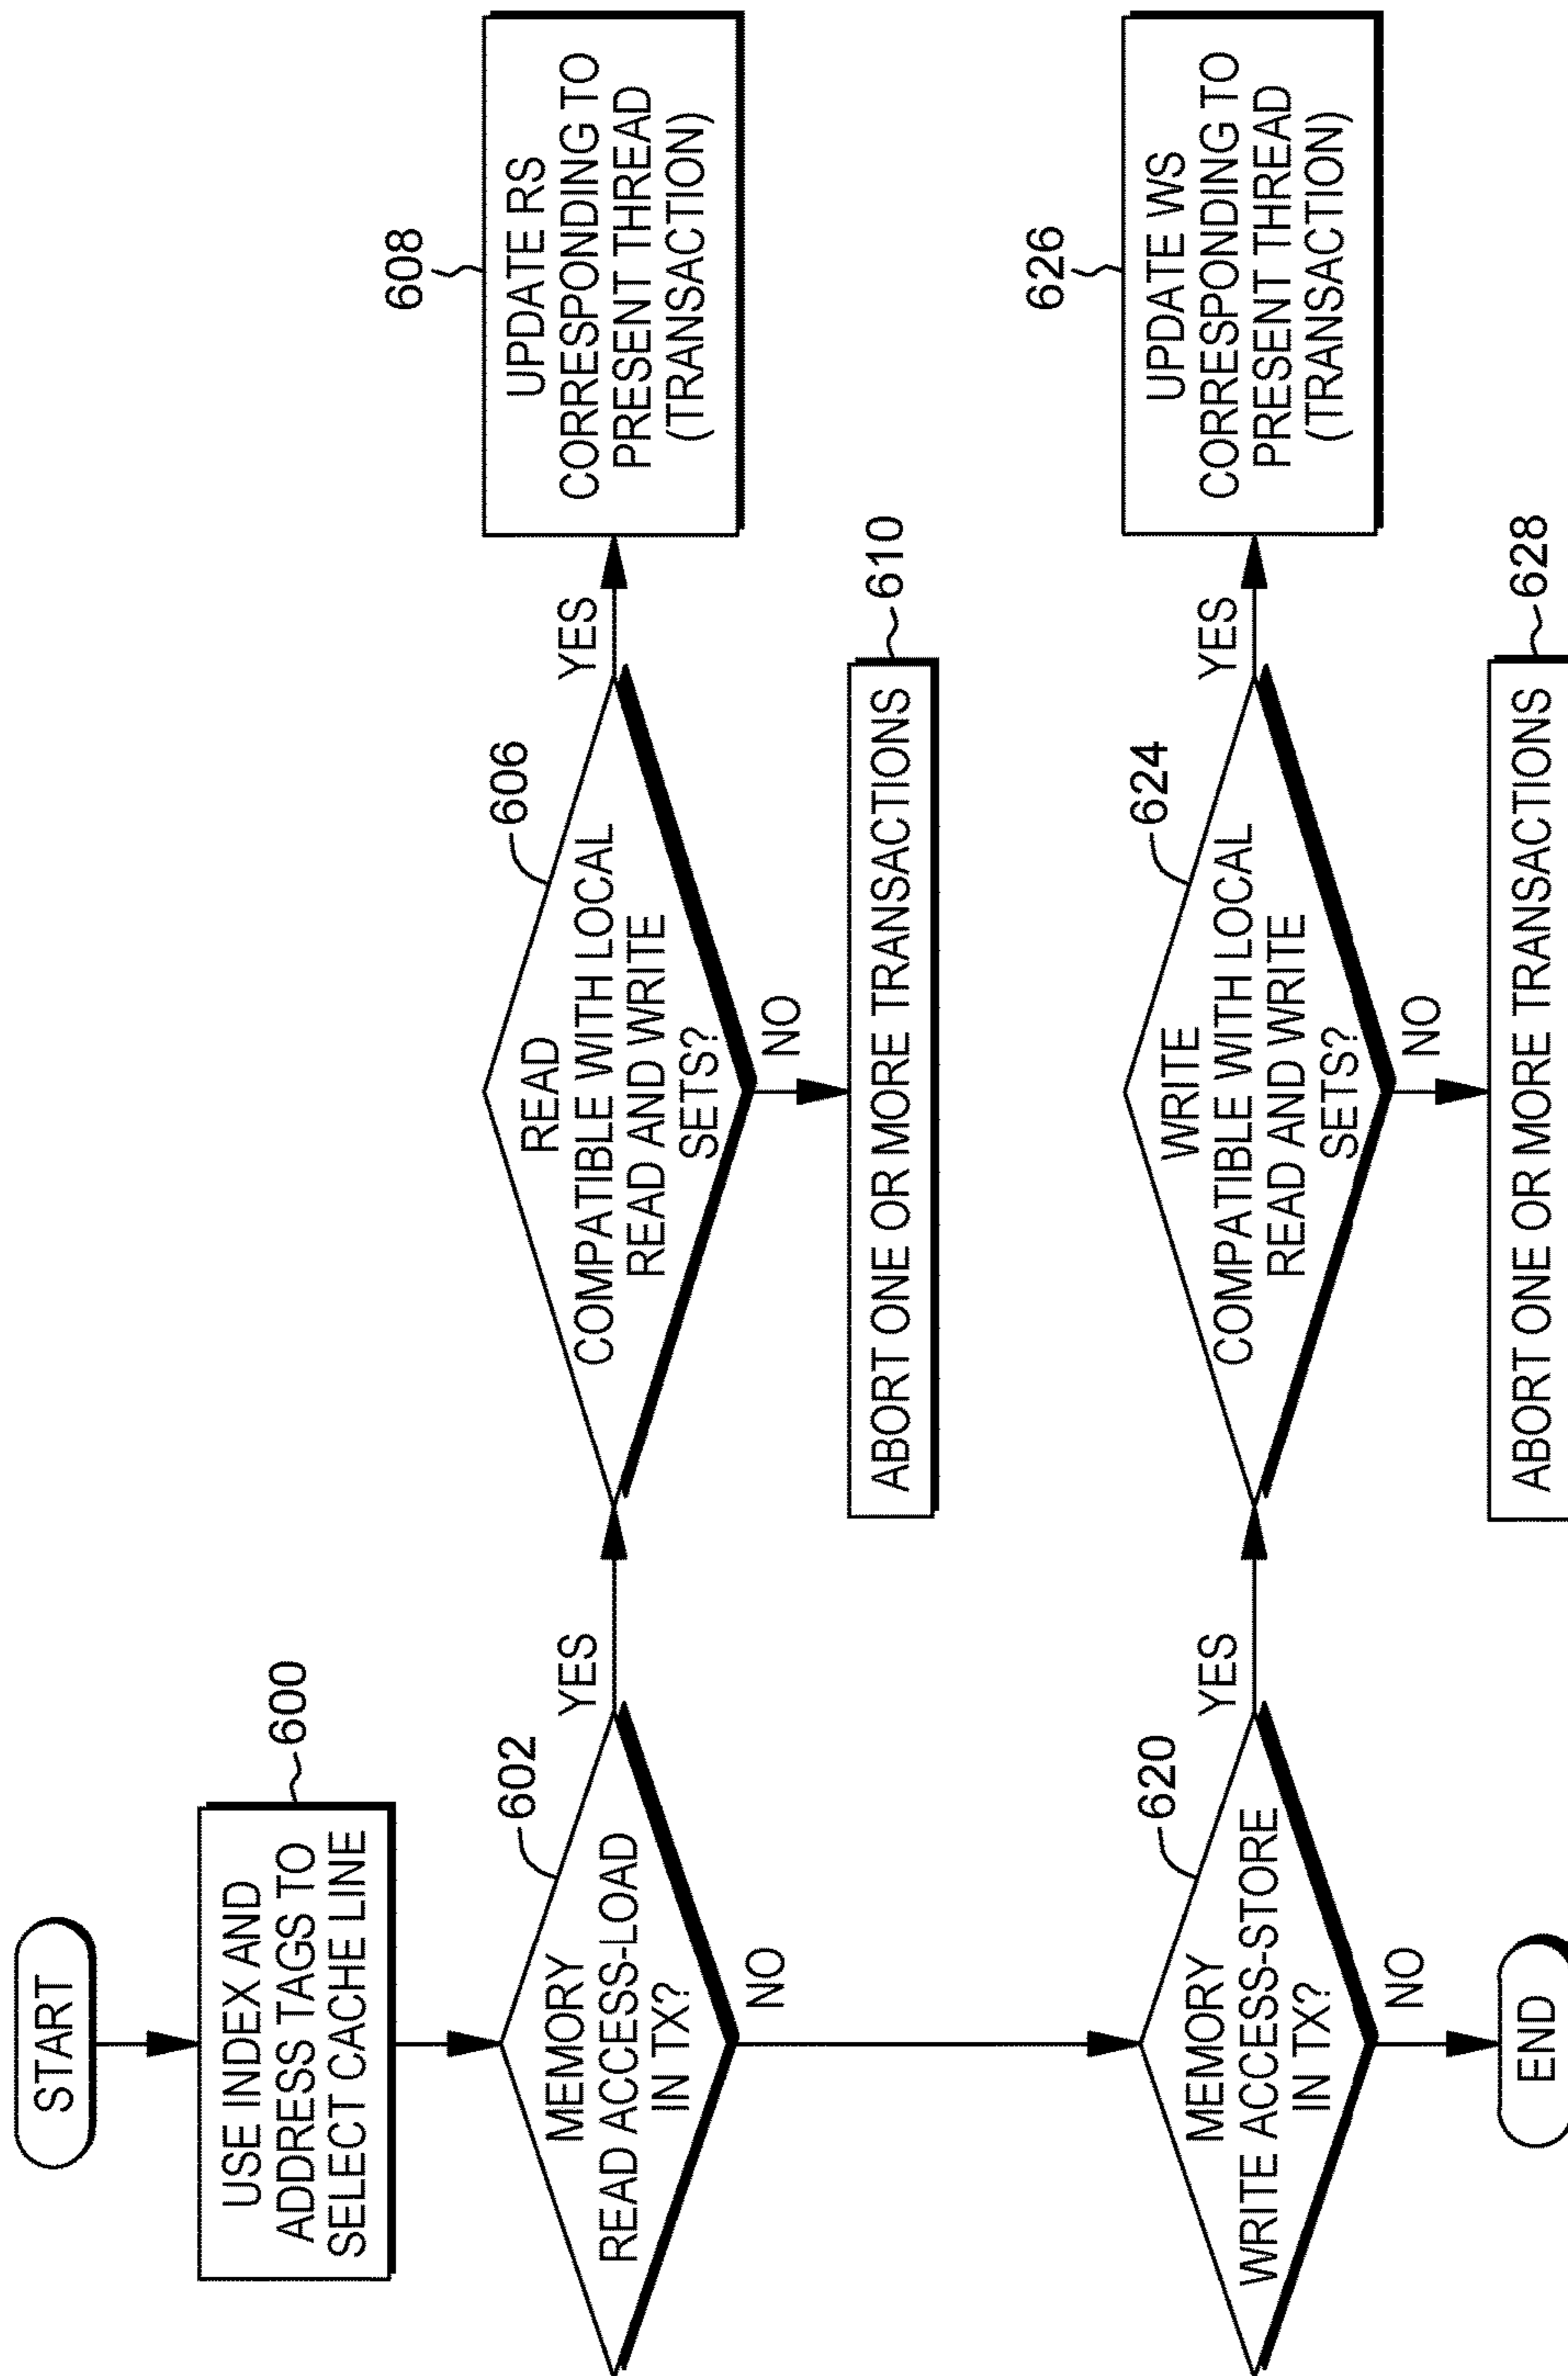 START
USE INDEX AND
ADDRESS TAGS TO
SELECT CACHE LINE
600
MEMORY
READ ACCESS-LOAD
IN TX?
602
YES
NO
READ
COMPATIBLE WITH LOCAL
READ AND WRITE
SETS?
606
YES
NO
UPDATE RS
CORRESPONDING TO
PRESENT THREAD
(TRANSACTION)
608
ABORT ONE OR MORE TRANSACTIONS
610
MEMORY
WRITE ACCESS-STORE
IN TX?
620
YES
NO
WRITE
COMPATIBLE WITH LOCAL
READ AND WRITE
SETS?
624
YES
NO
UPDATE WS
CORRESPONDING TO
PRESENT THREAD
(TRANSACTION)
626
ABORT ONE OR MORE TRANSACTIONS
628
END